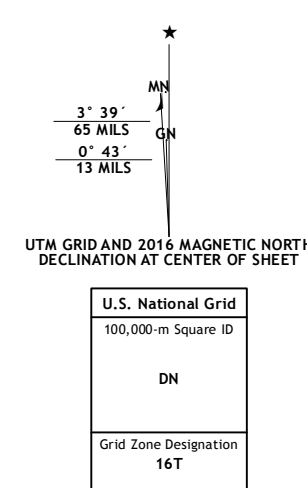 ★
MN
3° 39´
65 MILS
GN
0° 43´
13 MILS
UTM GRID AND 2016 MAGNETIC NORTH
DECLINATION AT CENTER OF SHEET
U.S. National Grid
100,000-m Square ID
DN
Grid Zone Designation
16T